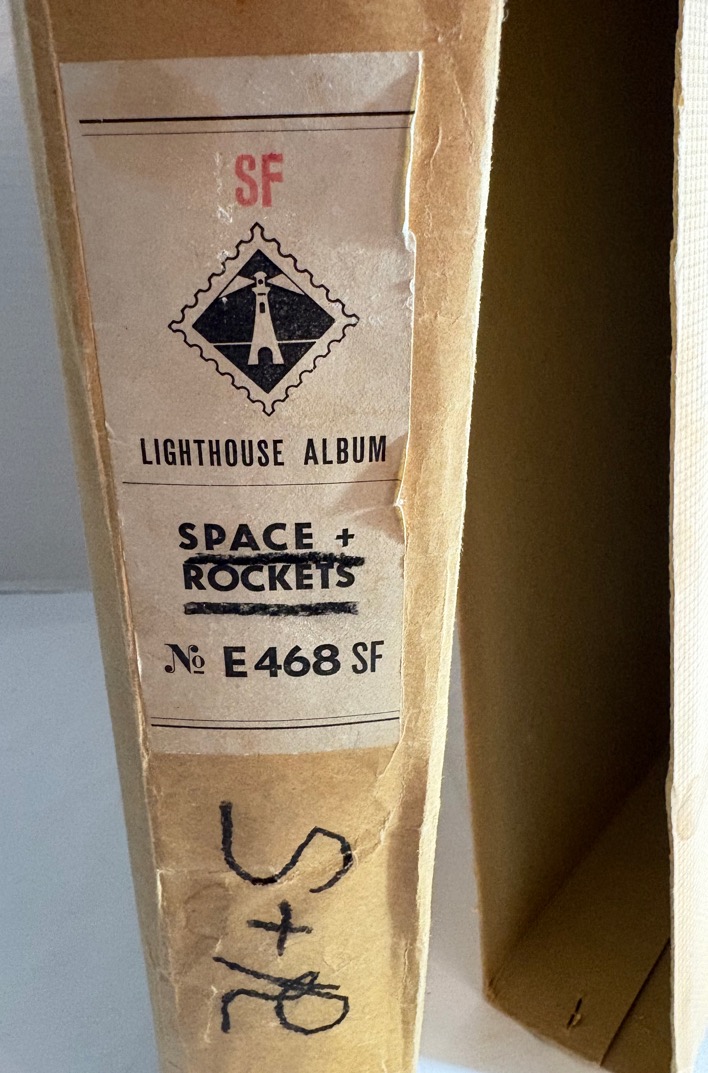 SF
LIGHTHOUSE ALBUM
SPACE +
ROCKETS
№ E468 SF
S+R